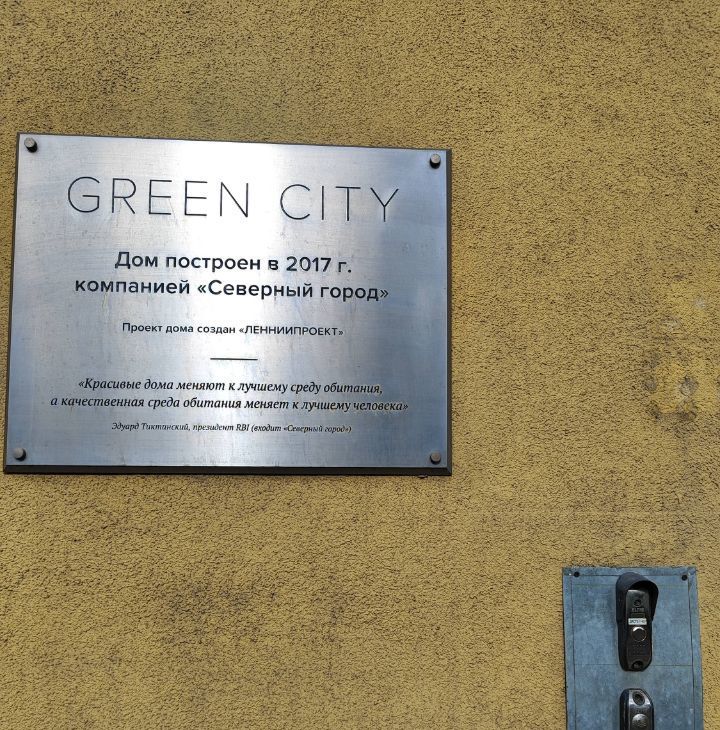 GREEN CITY
Дом построен в 2017 г.
компанией «Северный город»
Проект дома создан «ЛЕННИИПРОЕКТ»
«Красивые дома меняют к лучшему среду обитания,
а качественная среда обитания меняет к лучшему человека»
Эдуард Тиктинский, президент RBI (входит «Северный город»)